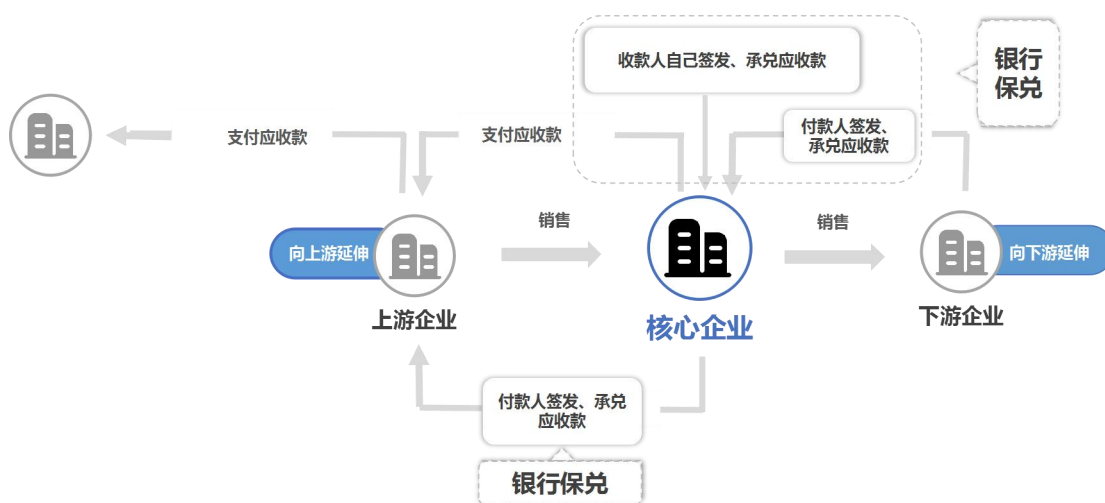 收款人自己签发、承兑应收款
银行
保兑
支付应收款
支付应收款
付款人签发、
承兑应收款
销售
销售
向上游延伸
向下游延伸
上游企业
核心企业
下游企业
付款人签发、承兑
应收款
银行保兑